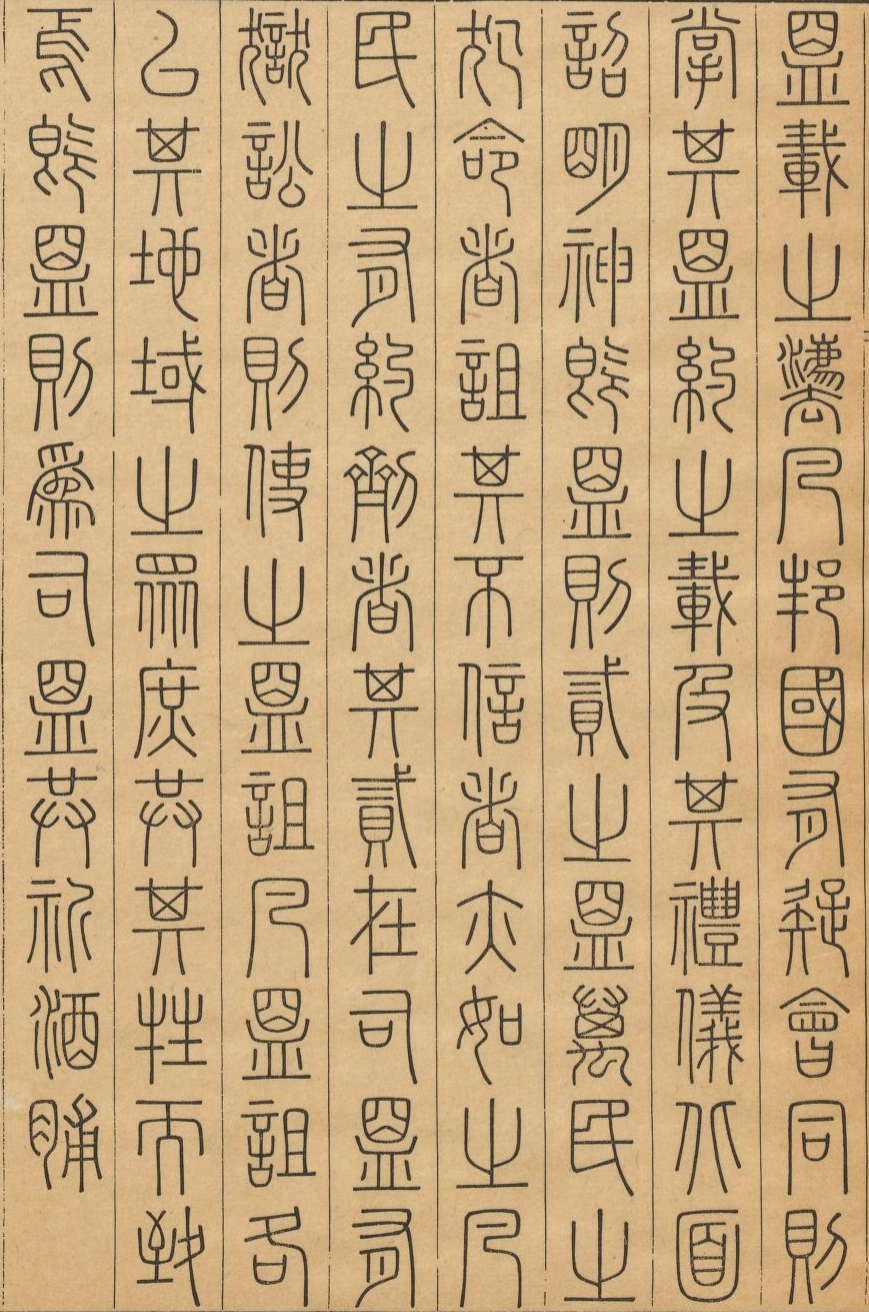 盟載之灋凡邦國有疑會同則
掌其盟約之載及其禮儀北面
詔明神既盟則貳之盟萬民之
犯命者詛其不信者亦如之凡
民之有約劑者其貳在司盟有
獄訟者則使之盟詛凡盟詛各
以其地域之眾庶共其牲而致
焉既盟則為司盟共祈酒脯